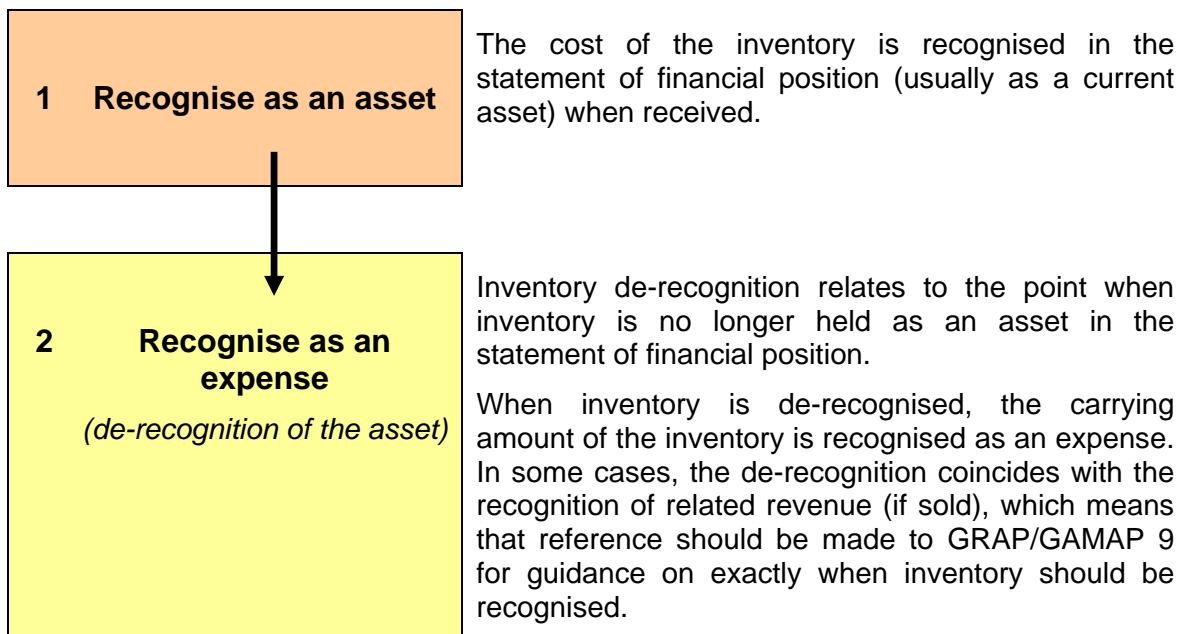 1 Recognise as an asset
The cost of the inventory is recognised in the
statement of financial position (usually as a current
asset) when received.
2 Recognise as an
expense
(de-recognition of the asset)
Inventory de-recognition relates to the point when
inventory is no longer held as an asset in the
statement of financial position.
When inventory is de-recognised, the carrying
amount of the inventory is recognised as an expense.
In some cases, the de-recognition coincides with the
recognition of related revenue (if sold), which means
that reference should be made to GRAP/GAMAP 9
for guidance on exactly when inventory should be
recognised.